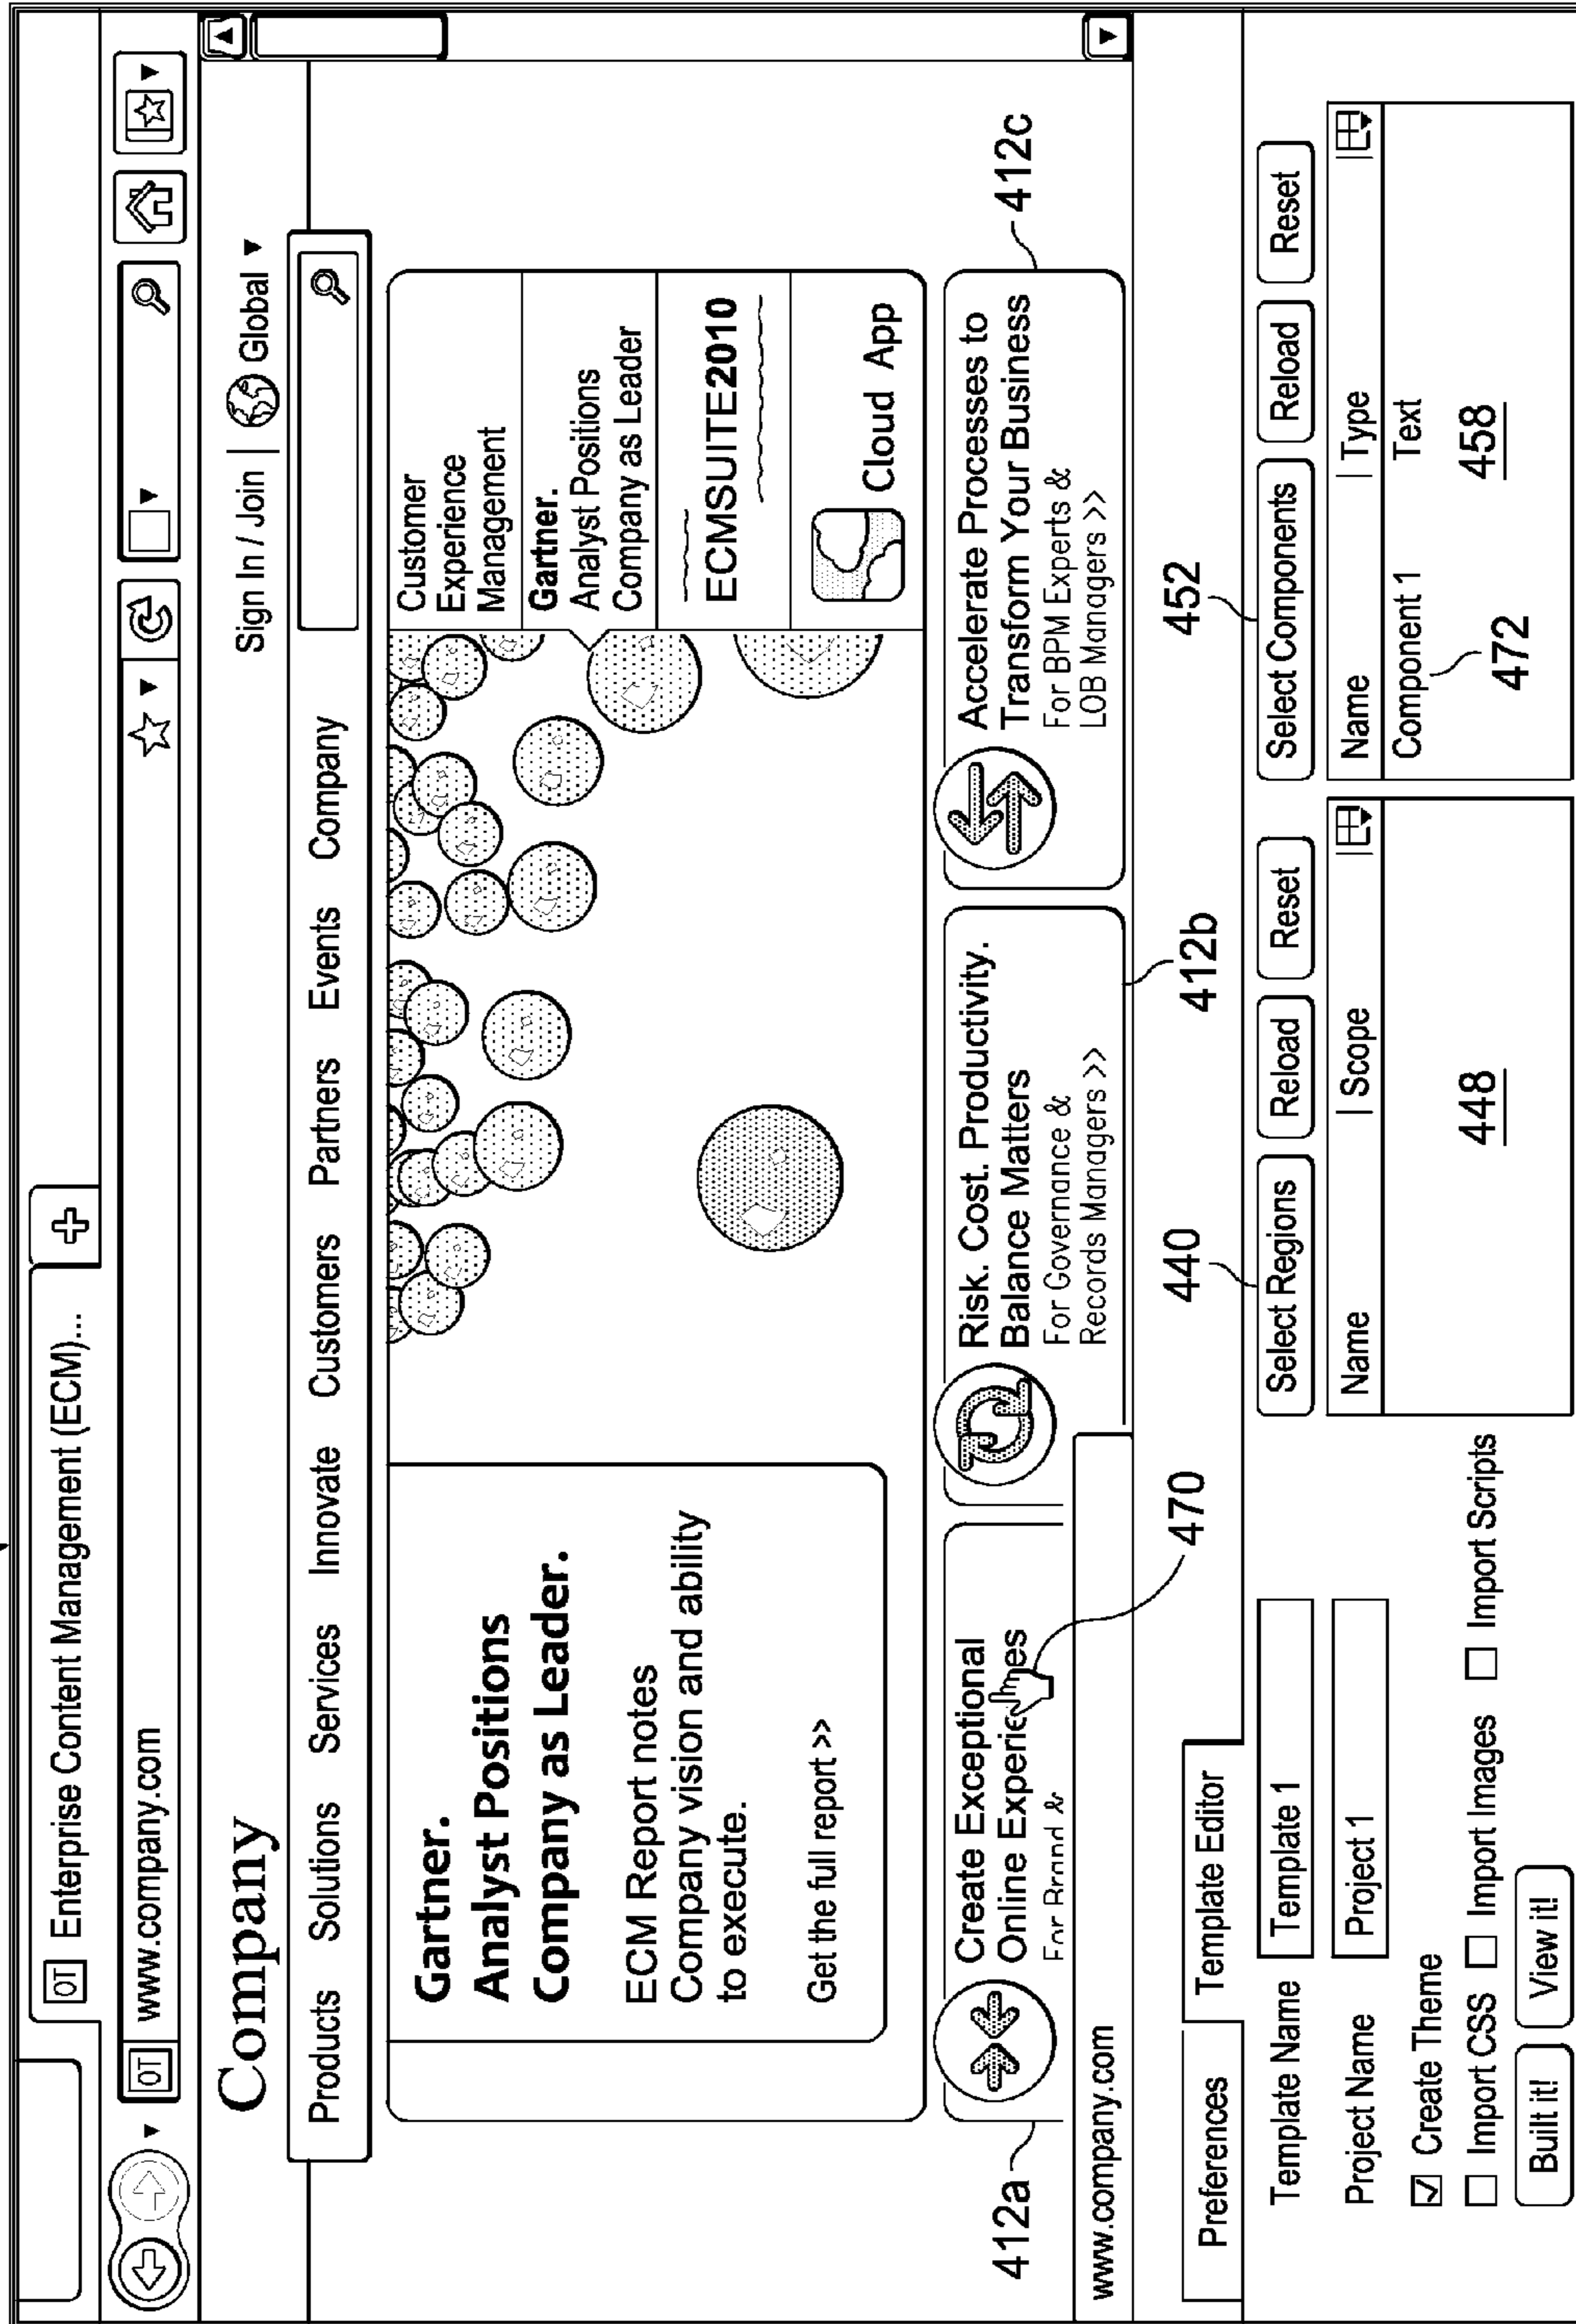 OT Enterprise Content Management (ECM)...
OT www.company.com
Sign In / Join | Global
Company
Products Solutions Services Innovate Customers Partners Events Company
Gartner.
Analyst Positions
Company as Leader.
ECM Report notes
Company vision and ability
to execute.
Get the full report >>
Customer
Experience
Management
Gartner.
Analyst Positions
Company as Leader
ECMSUITE2010
Cloud App
Create Exceptional
Online Experiences
For Brand &
Risk. Cost. Productivity.
Balance Matters
For Governance &
Records Managers >>
Accelerate Processes to
Transform Your Business
For BPM Experts &
LOB Managers >>
412a
412b
412c
www.company.com
470
440
452
Preferences Template Editor
Template Name Template 1
Project Name Project 1
Create Theme
Import CSS Import Images Import Scripts
Built it! View it!
Select Regions Reload Reset
Name | Scope
448
Select Components Reload Reset
Name | Type
Component 1 Text
472
458